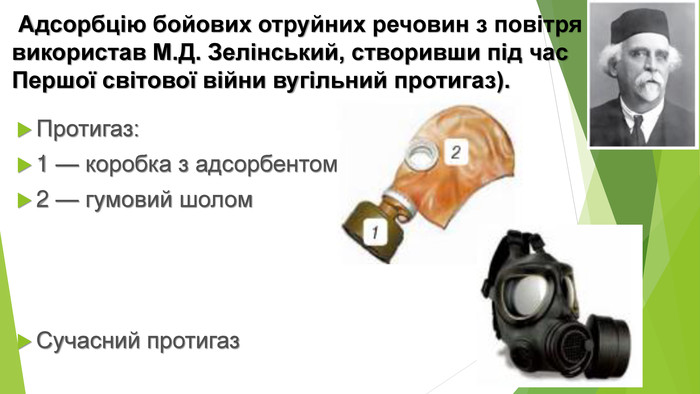 Адсорбцію бойових отруйних речовин з повітря
використав М.Д. Зелінський, створивши під час
Першої світової війни вугільний протигаз).
Протигаз:
1 — коробка з адсорбентом
2 — гумовий шолом
2
1
Сучасний протигаз